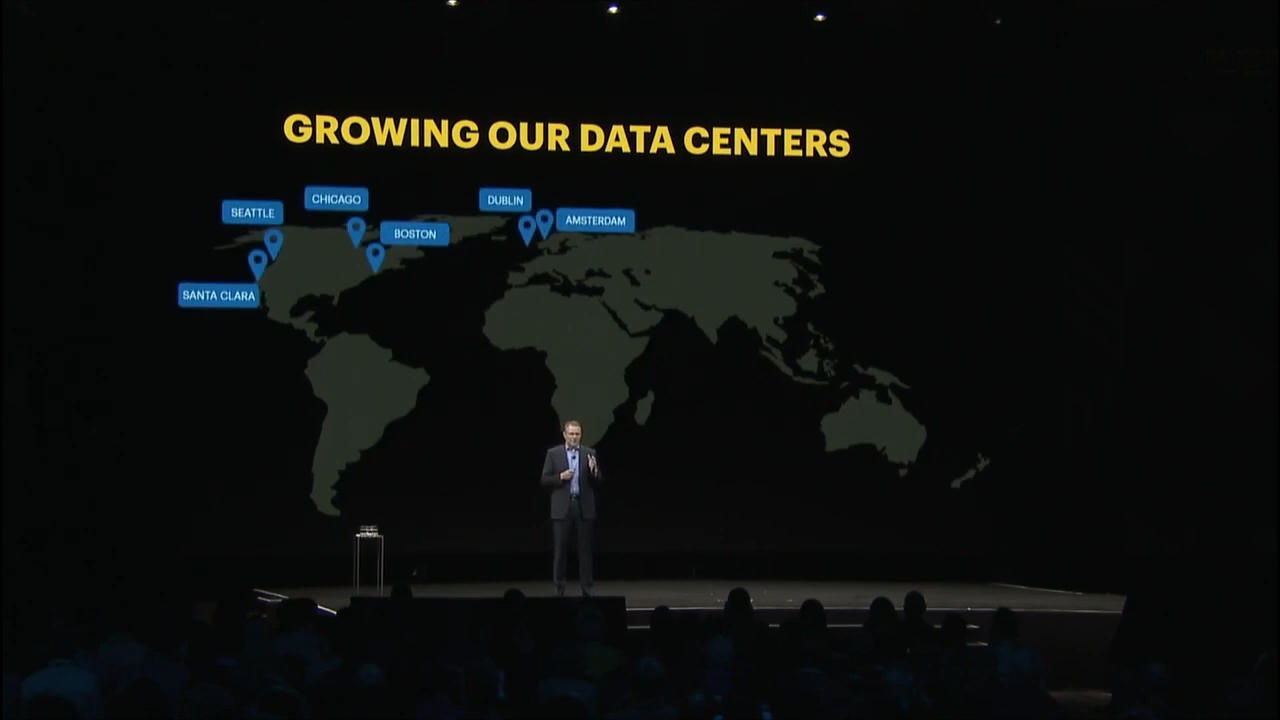 GROWING OUR DATA CENTERS
CHICAGO
DUBLIN
SEATTLE
AMSTERDAM
BOSTON
SANTA CLARA